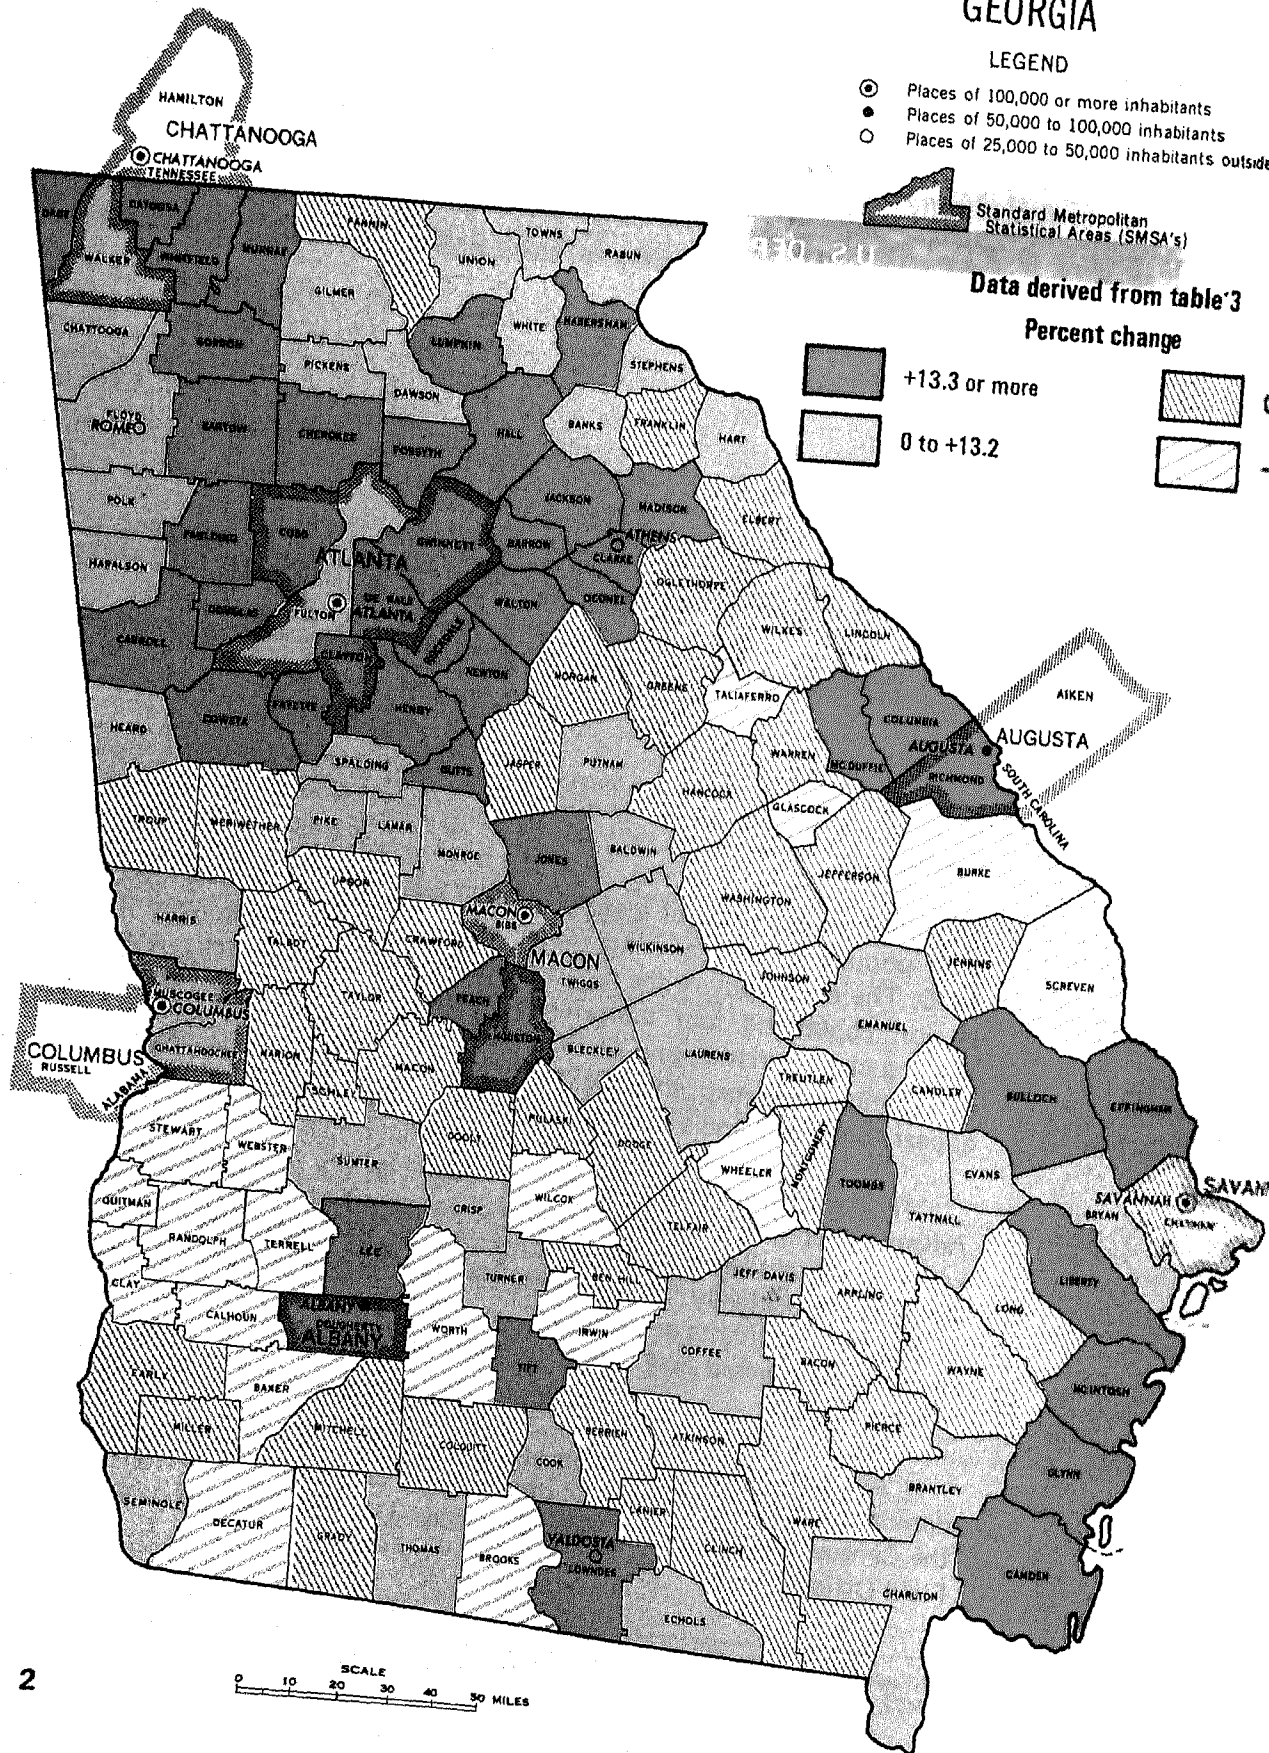 GEORGIA
LEGEND
Places of 100,000 or more inhabitants
Places of 50,000 to 100,000 inhabitants
Places of 25,000 to 50,000 inhabitants outside
Standard Metropolitan
Statistical Areas (SMSA's)
Data derived from table 3
Percent change
+13.3 or more
0 to +13.2
HAMILTON
CHATTANOOGA
CHATTANOOGA
TENNESSEE
DADE
CATOOSA
WALKER
WHITFIELD
MURRAY
FANNIN
UNION
TOWNS
RABUN
GILMER
WHITE
HABERSHAM
LUMPKIN
STEPHENS
CHATTOOGA
GORDON
PICKENS
DAWSON
FLOYD
ROME
BARTOW
CHEROKEE
FORSYTH
HALL
BANKS
FRANKLIN
HART
POLK
PAULDING
COBB
ATLANTA
GWINNETT
BARROW
JACKSON
MADISON
ELBERT
ATHENS
CLARKE
HARALSON
DOUGLAS
FULTON
DE KALB
ATLANTA
WALTON
OCONEE
OGLETHORPE
WILKES
LINCOLN
CARROLL
CLAYTON
ROCKDALE
NEWTON
MORGAN
GREENE
TALIAFERRO
COLUMBIA
AIKEN
HEARD
COWETA
FAYETTE
HENRY
SPALDING
BUTTS
JASPER
PUTNAM
HANCOCK
WARREN
MC DUFFIE
AUGUSTA
AUGUSTA
RICHMOND
SOUTH CAROLINA
GLASCOCK
TROUP
MERIWETHER
PIKE
LAMAR
MONROE
JONES
BALDWIN
WASHINGTON
JEFFERSON
BURKE
UPSON
HARRIS
TALBOT
CRAWFORD
MACON
BIBB
MACON
TWIGGS
WILKINSON
JOHNSON
JENKINS
SCREVEN
MUSCOGEE
COLUMBUS
TAYLOR
PEACH
HOUSTON
BLECKLEY
LAURENS
EMANUEL
COLUMBUS
RUSSELL
ALABAMA
CHATTAHOOCHEE
MARION
SCHLEY
MACON
TREUTLEN
CANDLER
BULLOCH
EFFINGHAM
STEWART
WEBSTER
SUMTER
DOOLY
PULASKI
DODGE
WHEELER
MONTGOMERY
TOOMBS
EVANS
TATTNALL
SAVANNAH
SAVAN
BRYAN
CHATHAM
QUITMAN
RANDOLPH
TERRELL
LEE
CRISP
WILCOX
TELFAIR
CLAY
CALHOUN
ALBANY
DOUGHERTY
ALBANY
WORTH
TURNER
BEN HILL
IRWIN
JEFF DAVIS
APPLING
LONG
LIBERTY
COFFEE
BACON
WAYNE
MC INTOSH
EARLY
BAKER
TIFT
MILLER
MITCHELL
COLQUITT
COOK
BERRIEN
ATKINSON
PIERCE
GLYNN
SEMINOLE
DECATUR
GRADY
THOMAS
BROOKS
VALDOSTA
LOWNDES
LANIER
CLINCH
WARE
BRANTLEY
ECHOLS
CHARLTON
CAMDEN
2
SCALE
0 10 20 30 40 50 MILES